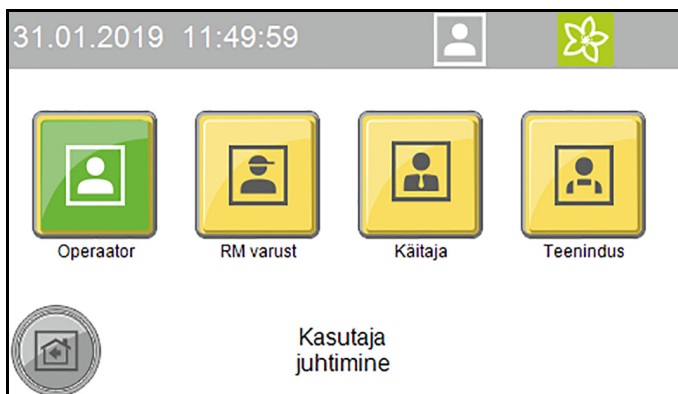 31.01.2019 11:49:59
Operaator
RM varust
Käitaja
Teenindus
Kasutaja
juhtimine